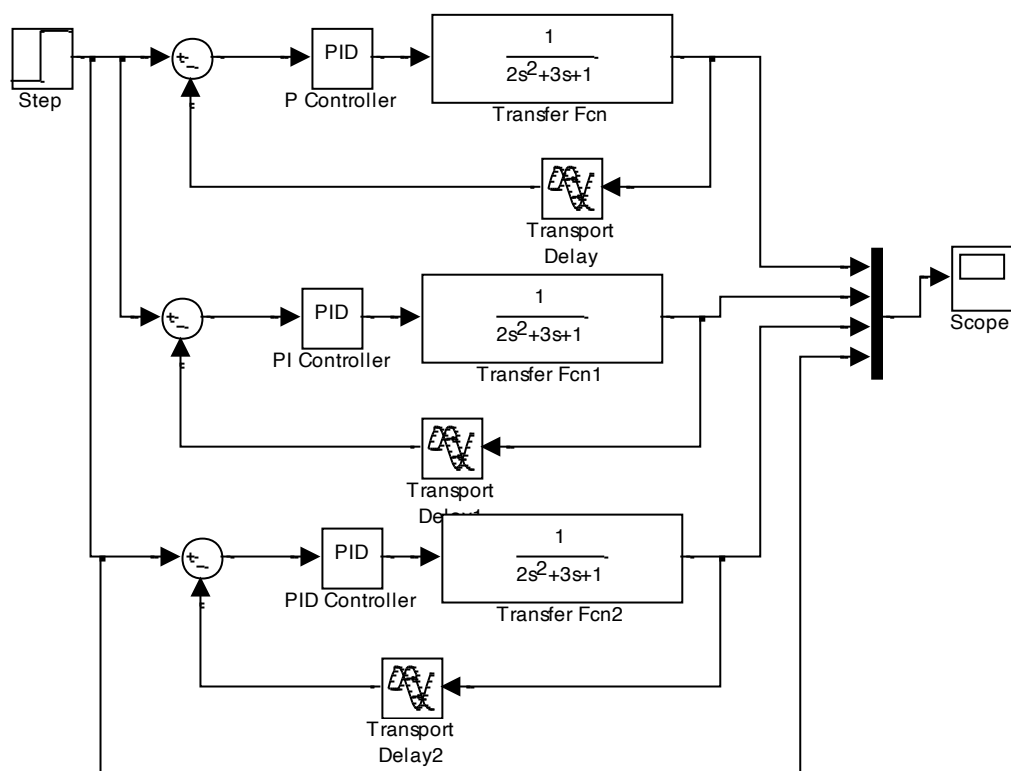 PID
1
2s²+3s+1
Step
P Controller
Transfer Fcn
Transport
Delay
PID
1
2s²+3s+1
Scope
PI Controller
Transfer Fcn1
Transport
Delay1
PID
1
2s²+3s+1
PID Controller
Transfer Fcn2
Transport
Delay2